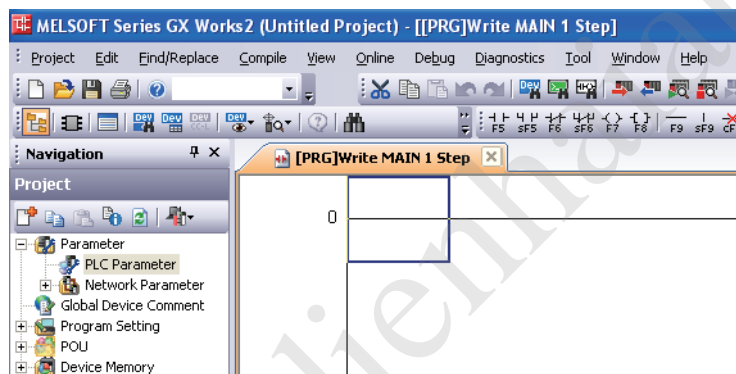 MELSOFT Series GX Works2 (Untitled Project) - [[PRG]Write MAIN 1 Step]
Project Edit Find/Replace Compile View Online Debug Diagnostics Tool Window Help
F5 sF5 F6 sF6 F7 F8 F9 sF9
Navigation
[PRG]Write MAIN 1 Step
Project
0
Parameter
PLC Parameter
Network Parameter
Global Device Comment
Program Setting
POU
Device Memory